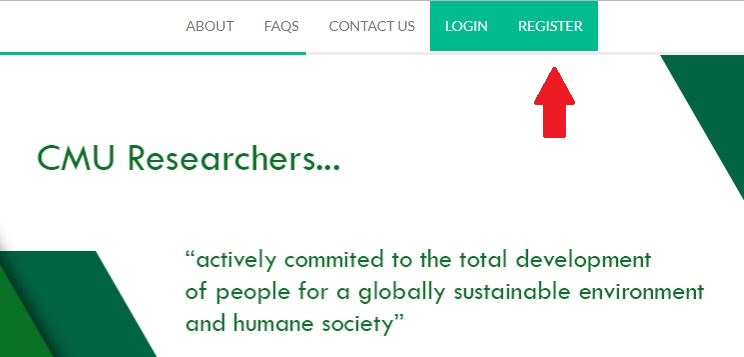 ABOUT FAQS CONTACT US LOGIN REGISTER
CMU Researchers...
“actively commited to the total development
of people for a globally sustainable environment
and humane society”